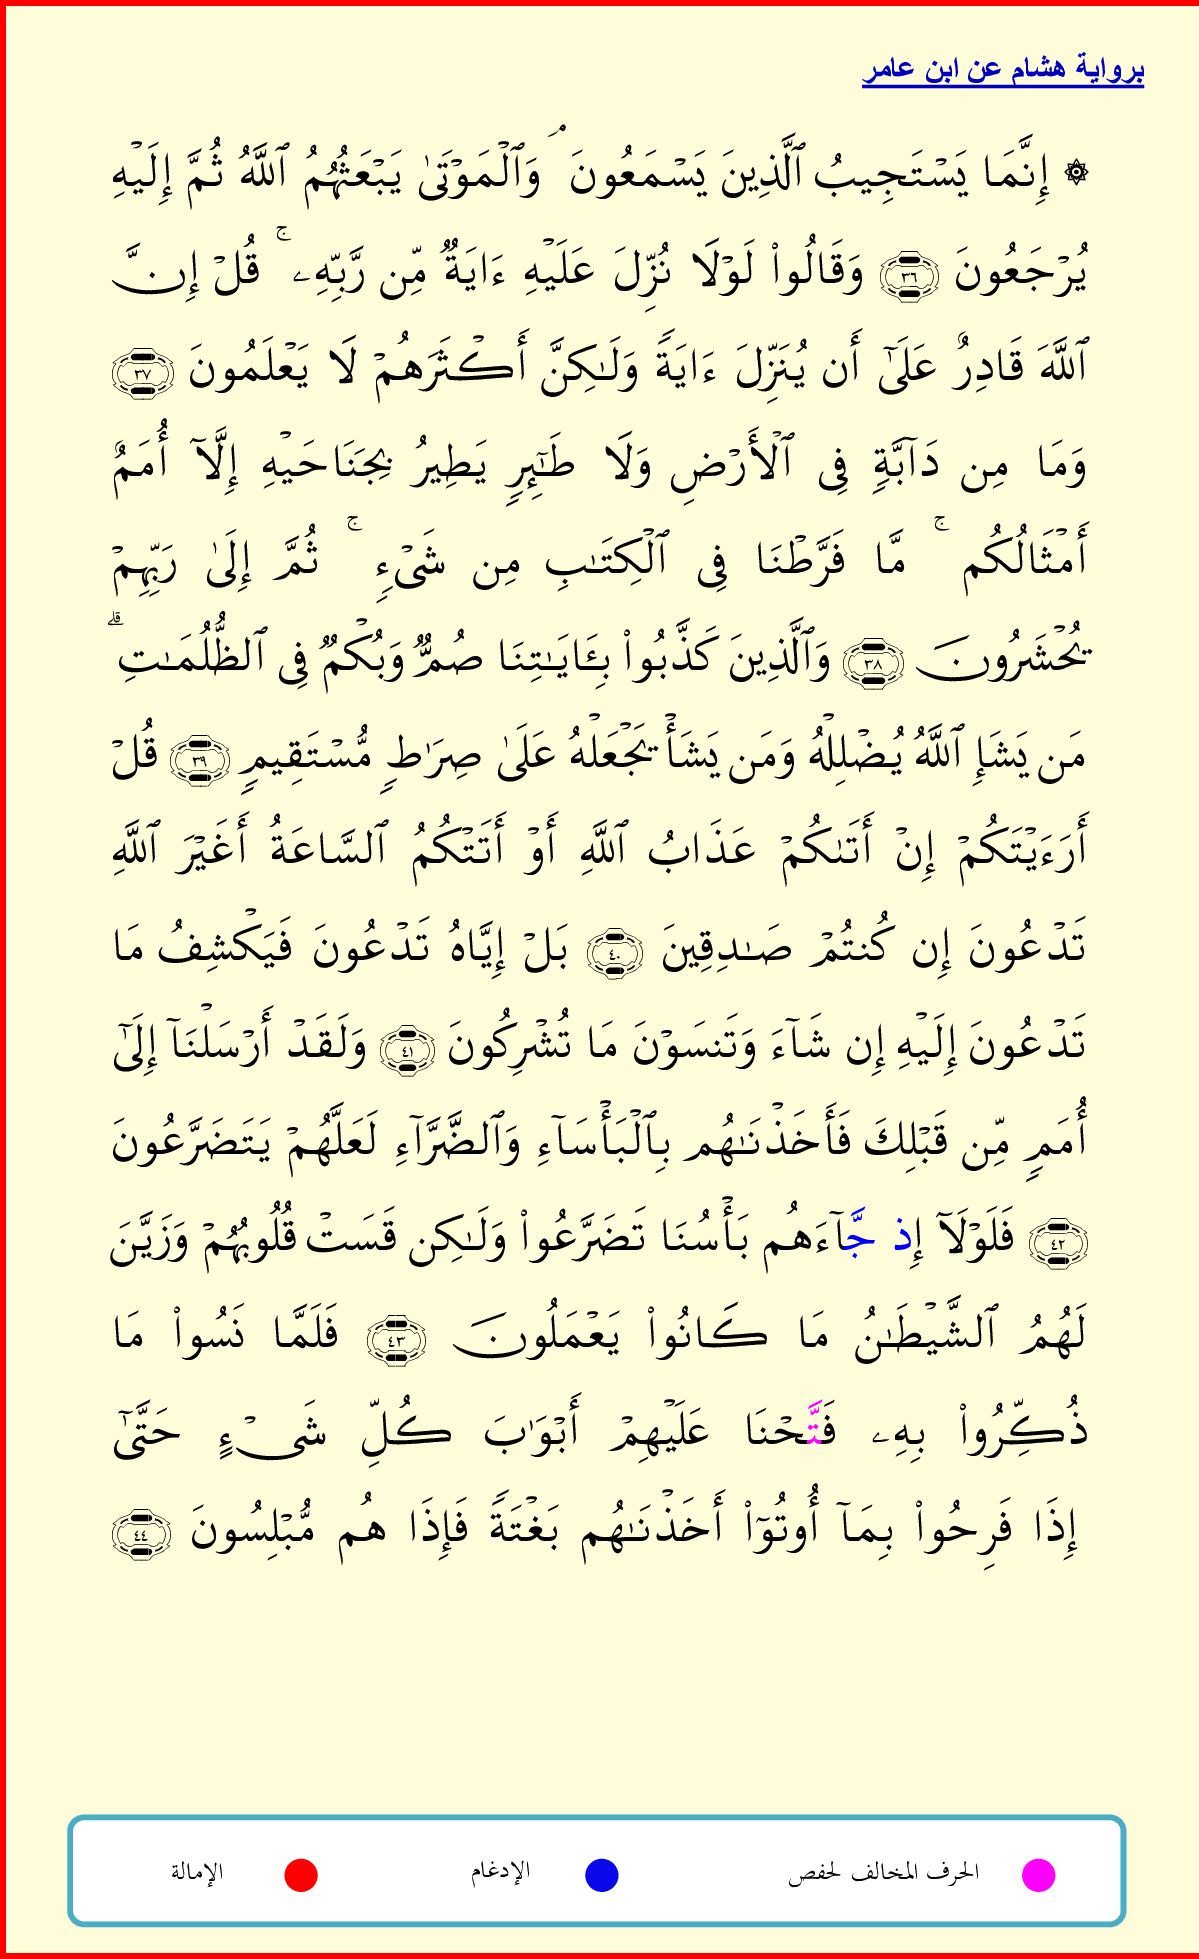 برواية هشام عن ابن عامر
۞ إِنَّمَا يَسۡتَجِيبُ ٱلَّذِينَ يَسۡمَعُونَۘ وَٱلۡمَوۡتَىٰ يَبۡعَثُهُمُ ٱللَّهُ ثُمَّ إِلَيۡهِ
يُرۡجَعُونَ ٣٦ وَقَالُواْ لَوۡلَا نُزِّلَ عَلَيۡهِ ءَايَةٞ مِّن رَّبِّهِۦۚ قُلۡ إِنَّ
ٱللَّهَ قَادِرٌ عَلَىٰٓ أَن يُنَزِّلَ ءَايَةٗ وَلَٰكِنَّ أَكۡثَرَهُمۡ لَا يَعۡلَمُونَ ٣٧
وَمَا مِن دَآبَّةٖ فِي ٱلۡأَرۡضِ وَلَا طَٰٓئِرٖ يَطِيرُ بِجَنَاحَيۡهِ إِلَّآ أُمَمٌ
أَمۡثَالُكُمۚ مَّا فَرَّطۡنَا فِي ٱلۡكِتَٰبِ مِن شَيۡءٖۚ ثُمَّ إِلَىٰ رَبِّهِمۡ
يُحۡشَرُونَ ٣٨ وَٱلَّذِينَ كَذَّبُواْ بِـَٔايَٰتِنَا صُمّٞ وَبُكۡمٞ فِي ٱلظُّلُمَٰتِۗ
مَن يَشَإِ ٱللَّهُ يُضۡلِلۡهُ وَمَن يَشَأۡ يَجۡعَلۡهُ عَلَىٰ صِرَٰطٖ مُّسۡتَقِيمٖ ٣٩ قُلۡ
أَرَءَيۡتَكُمۡ إِنۡ أَتَىٰكُمۡ عَذَابُ ٱللَّهِ أَوۡ أَتَتۡكُمُ ٱلسَّاعَةُ أَغَيۡرَ ٱللَّهِ
تَدۡعُونَ إِن كُنتُمۡ صَٰدِقِينَ ٤٠ بَلۡ إِيَّاهُ تَدۡعُونَ فَيَكۡشِفُ مَا
تَدۡعُونَ إِلَيۡهِ إِن شَآءَ وَتَنسَوۡنَ مَا تُشۡرِكُونَ ٤١ وَلَقَدۡ أَرۡسَلۡنَآ إِلَىٰٓ
أُمَمٖ مِّن قَبۡلِكَ فَأَخَذۡنَٰهُم بِٱلۡبَأۡسَآءِ وَٱلضَّرَّآءِ لَعَلَّهُمۡ يَتَضَرَّعُونَ
٤٢ فَلَوۡلَآ إِذ جَّآءَهُم بَأۡسُنَا تَضَرَّعُواْ وَلَٰكِن قَسَتۡ قُلُوبُهُمۡ وَزَيَّنَ
لَهُمُ ٱلشَّيۡطَٰنُ مَا كَانُواْ يَعۡمَلُونَ ٤٣ فَلَمَّا نَسُواْ مَا
ذُكِّرُواْ بِهِۦ فَتَّحۡنَا عَلَيۡهِمۡ أَبۡوَٰبَ كُلِّ شَيۡءٍ حَتَّىٰٓ
إِذَا فَرِحُواْ بِمَآ أُوتُوٓاْ أَخَذۡنَٰهُم بَغۡتَةٗ فَإِذَا هُم مُّبۡلِسُونَ ٤٤
الحرف المخالف لحفص الإدغام الإمالة